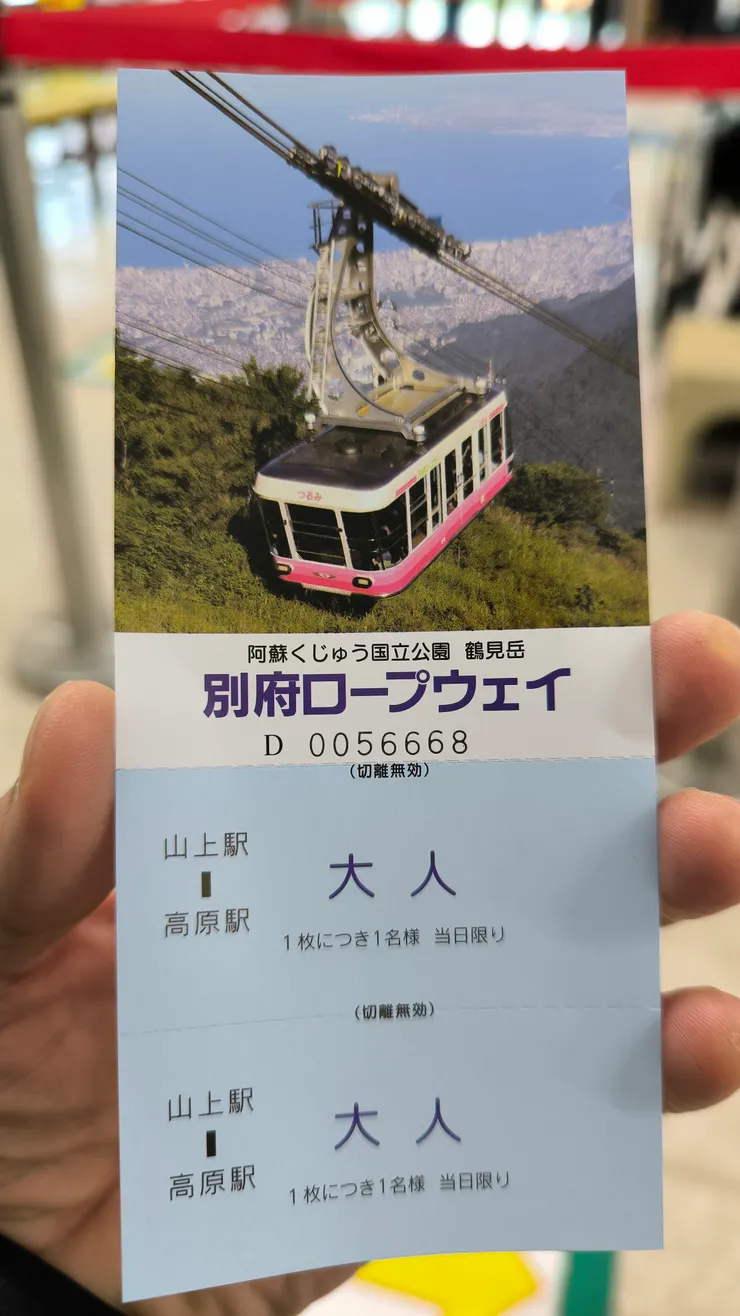 つるみ
阿蘇くじゅう国立公園 鶴見岳
別府ロープウェイ
D 0056668
(切離無効)
山上駅
高原駅
大人
1枚につき1名様 当日限り
(切離無効)
山上駅
高原駅
大人
1枚につき1名様 当日限り